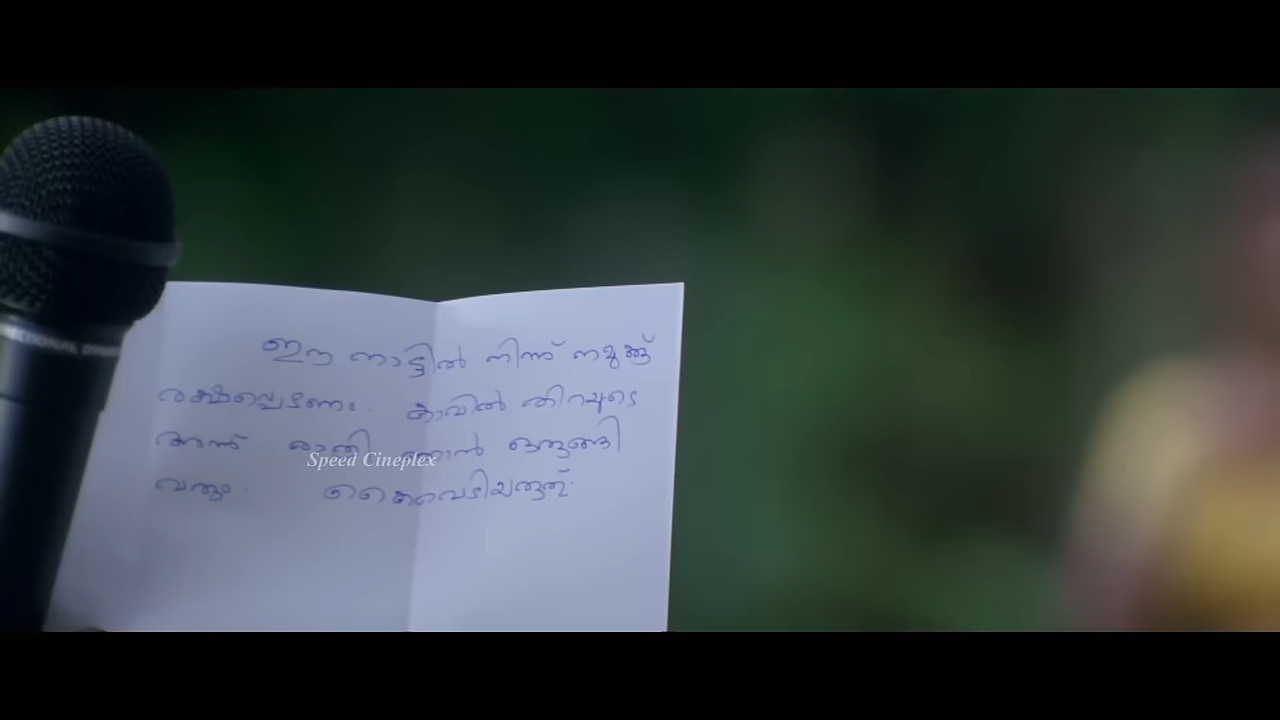 ഈ നാട്ടിൽ നിന്ന് നമുക്ക്
രക്ഷപ്പെടണം. കാവിൽ തിറയുടെ
അന്ന് രാത്രി ഞാൻ ഒരുങ്ങി
വരും. കൈവെടിയരുത്.
Speed Cineplex